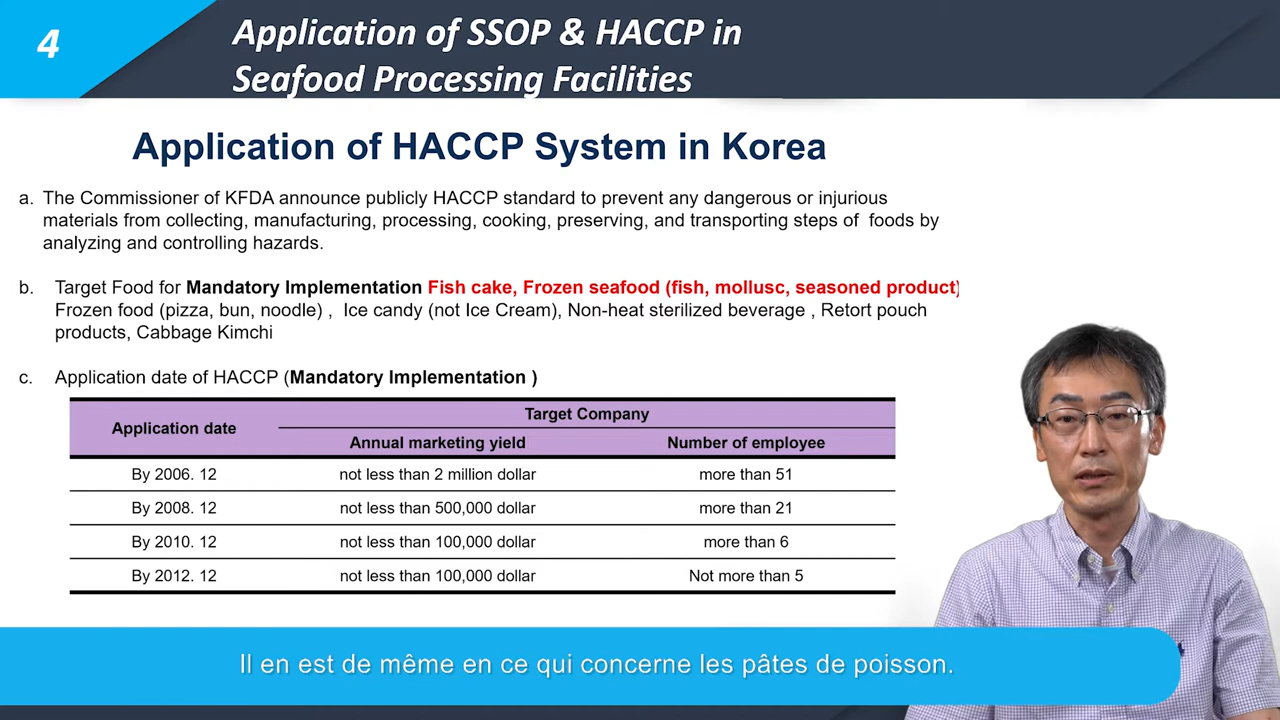 4
Application of SSOP & HACCP in
Seafood Processing Facilities
Application of HACCP System in Korea
a. The Commissioner of KFDA announce publicly HACCP standard to prevent any dangerous or injurious
materials from collecting, manufacturing, processing, cooking, preserving, and transporting steps of foods by
analyzing and controlling hazards.
b. Target Food for Mandatory Implementation Fish cake, Frozen seafood (fish, mollusc, seasoned product)
Frozen food (pizza, bun, noodle) , Ice candy (not Ice Cream), Non-heat sterilized beverage , Retort pouch
products, Cabbage Kimchi
c. Application date of HACCP (Mandatory Implementation )
Application date
Target Company
Annual marketing yield Number of employee
By 2006. 12 not less than 2 million dollar more than 51
By 2008. 12 not less than 500,000 dollar more than 21
By 2010. 12 not less than 100,000 dollar more than 6
By 2012. 12 not less than 100,000 dollar Not more than 5
Il en est de même en ce qui concerne les pâtes de poisson.